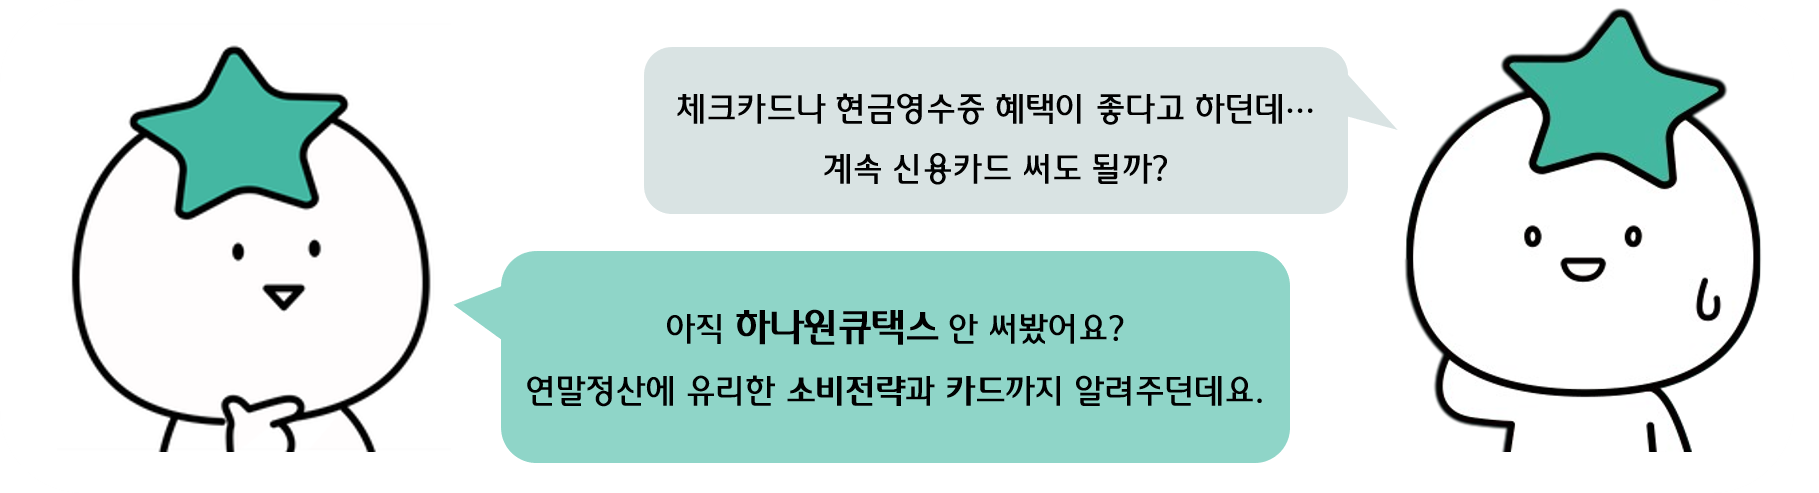 체크카드나 현금영수증 혜택이 좋다고 하던데…
계속 신용카드 써도 될까?
아직 하나원큐택스 안 써봤어요?
연말정산에 유리한 소비전략과 카드까지 알려주던데요.